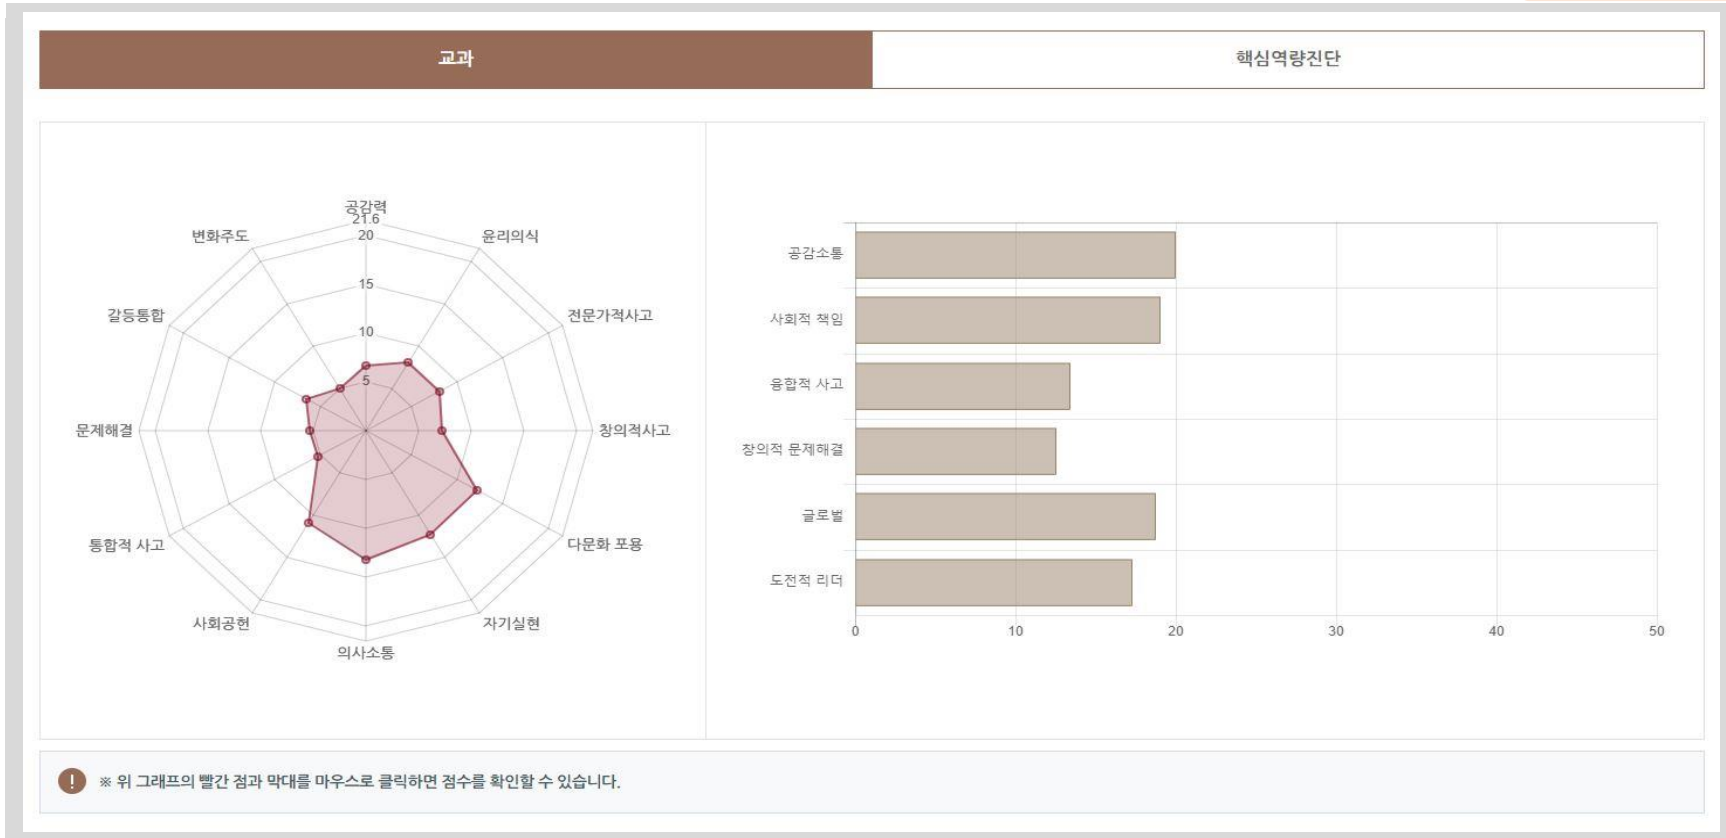 교과
핵심역량진단
공감력
21.6
20
15
10
5
변화주도
윤리의식
갈등통합
전문가적사고
문제해결
창의적사고
통합적 사고
다문화 포용
사회공헌
자기실현
의사소통
공감소통
사회적 책임
융합적 사고
창의적 문제해결
글로벌
도전적 리더
0 10 20 30 40 50
! ※ 위 그래프의 빨간 점과 막대를 마우스로 클릭하면 점수를 확인할 수 있습니다.